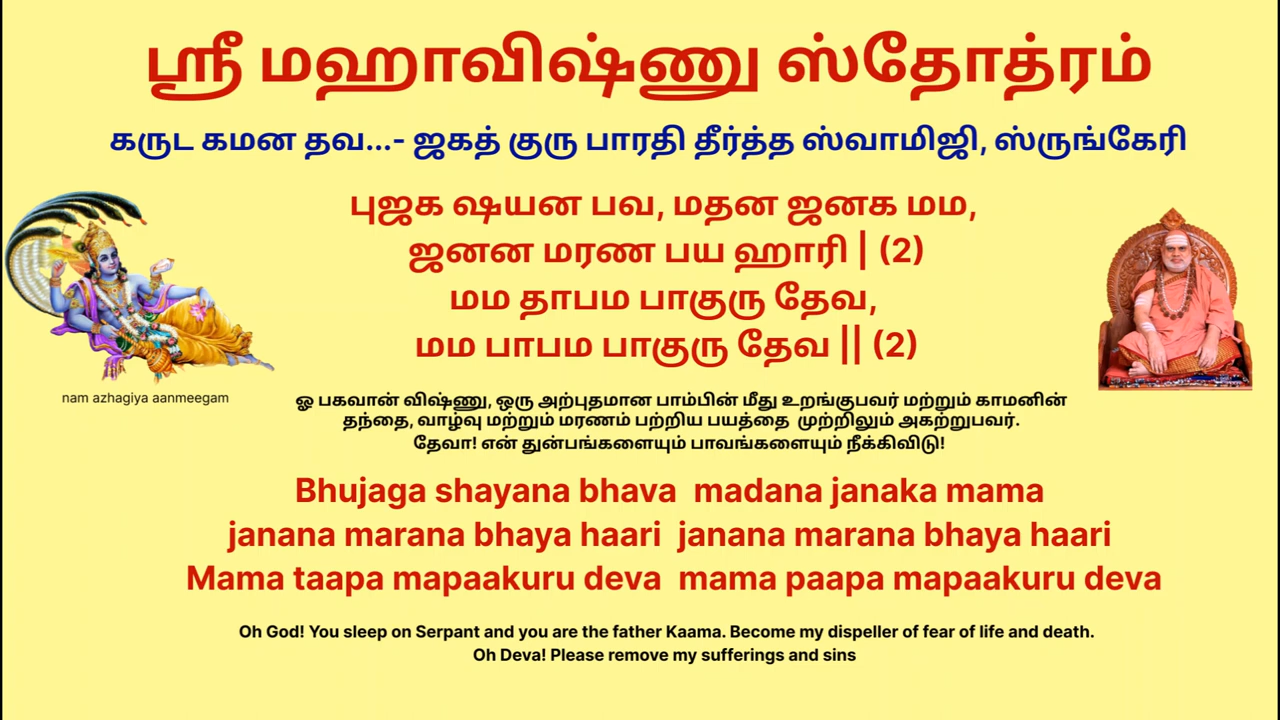 ஸ்ரீ மஹாவிஷ்ணு ஸ்தோத்ரம்
கருட கமன தவ...- ஜகத் குரு பாரதி தீர்த்த ஸ்வாமிஜி, ஸ்ருங்கேரி
புஜக ஷயன பவ, மதன ஜனக மம,
ஜனன மரண பய ஹாரி | (2)
மம தாபம பாகுரு தேவ,
மம பாபம பாகுரு தேவ || (2)
nam azhagiya aanmeegam
ஓ பகவான் விஷ்ணு, ஒரு அற்புதமான பாம்பின் மீது உறங்குபவர் மற்றும் காமனின்
தந்தை, வாழ்வு மற்றும் மரணம் பற்றிய பயத்தை முற்றிலும் அகற்றுபவர்.
தேவா! என் துன்பங்களையும் பாவங்களையும் நீக்கிவிடு!
Bhujaga shayana bhava madana janaka mama
janana marana bhaya haari janana marana bhaya haari
Mama taapa mapaakuru deva mama paapa mapaakuru deva
Oh God! You sleep on Serpant and you are the father Kaama. Become my dispeller of fear of life and death.
Oh Deva! Please remove my sufferings and sins